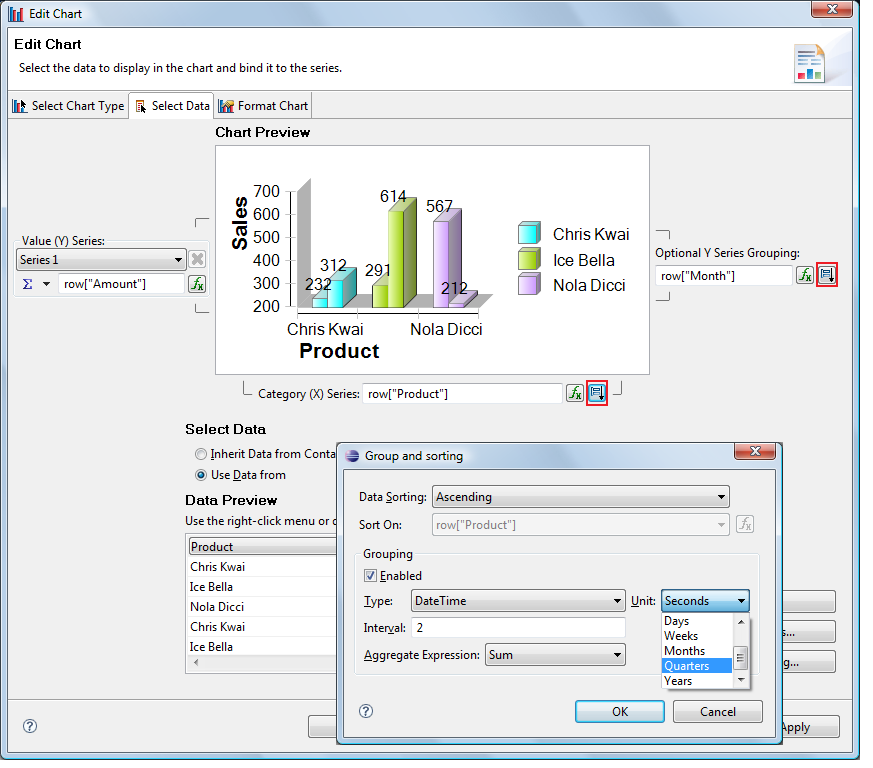 Edit Chart
Edit Chart
Select the data to display in the chart and bind it to the series.
Select Chart Type Select Data Format Chart
Chart Preview
Value (Y) Series:
Series 1
Σ row["Amount"] fx
Sales
700
600
500
400
300
200
232
312
291
614
567
212
Chris Kwai Nola Dicci
Product
Chris Kwai
Ice Bella
Nola Dicci
Optional Y Series Grouping:
row["Month"] fx
Category (X) Series: row["Product"] fx
Select Data
Inherit Data from Conta
Use Data from
Data Preview
Use the right-click menu or
Product
Chris Kwai
Ice Bella
Nola Dicci
Chris Kwai
Ice Bella
s...
g...
Apply
Group and sorting
Data Sorting: Ascending
Sort On: row["Product"] fx
Grouping
Enabled
Type: DateTime Unit: Seconds
Days
Weeks
Months
Quarters
Years
Interval: 2
Aggregate Expression: Sum
? OK Cancel
?